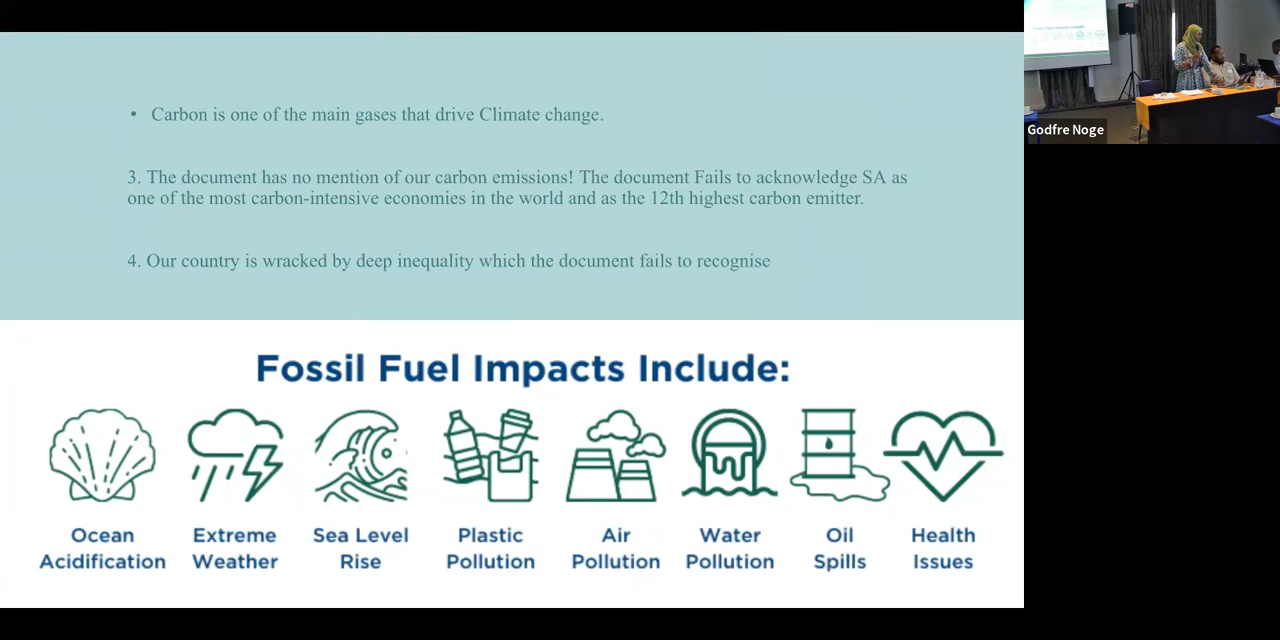 • Carbon is one of the main gases that drive Climate change.
3. The document has no mention of our carbon emissions! The document Fails to acknowledge SA as
one of the most carbon-intensive economies in the world and as the 12th highest carbon emitter.
4. Our country is wracked by deep inequality which the document fails to recognise
Fossil Fuel Impacts Include:
Ocean
Acidification
Extreme
Weather
Sea Level
Rise
Plastic
Pollution
Air
Pollution
Water
Pollution
Oil
Spills
Health
Issues
Godfre Noge